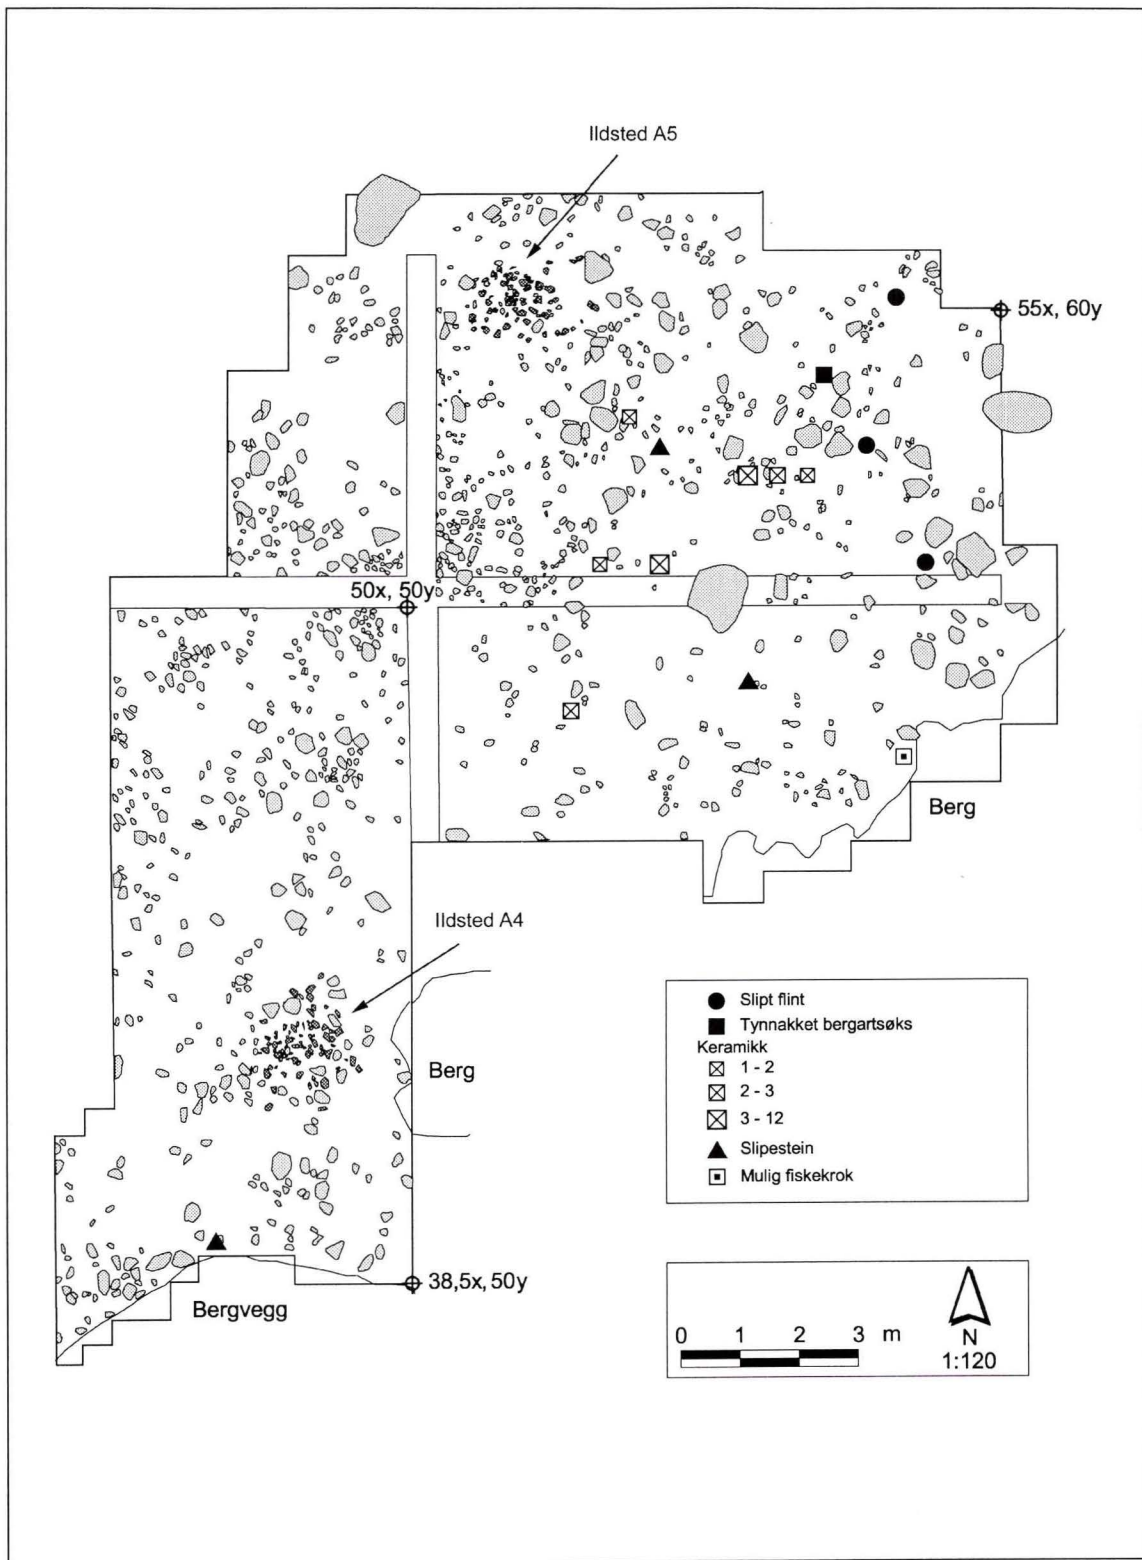 Ildsted A5
55x, 60y
50x, 50y
Berg
Ildsted A4
Berg
38,5x, 50y
Bergvegg
Slipt flint
Tynnakket bergartsøks
Keramikk
1 - 2
2 - 3
3 - 12
Slipestein
Mulig fiskekrok
0 1 2 3 m
N
1:120